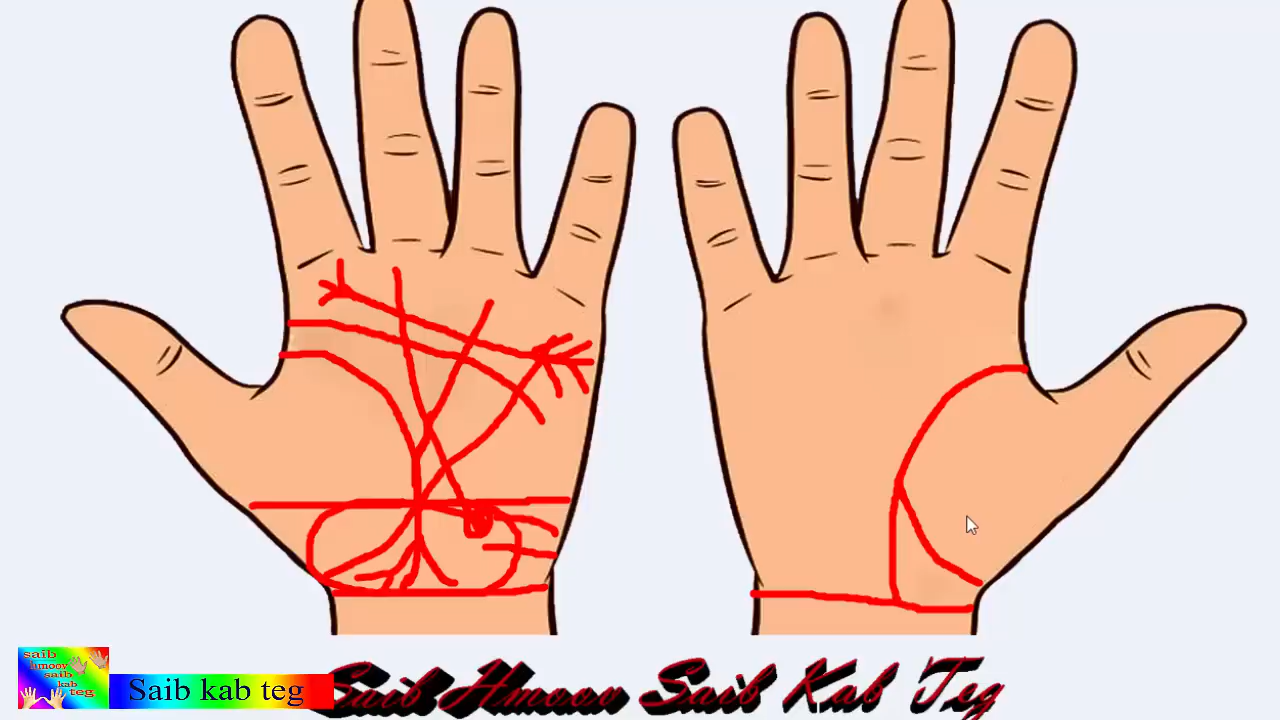 saib
hmoov
saib
kab
teg
Saib kab teg
Saib Hmoov Saib Kab Teg